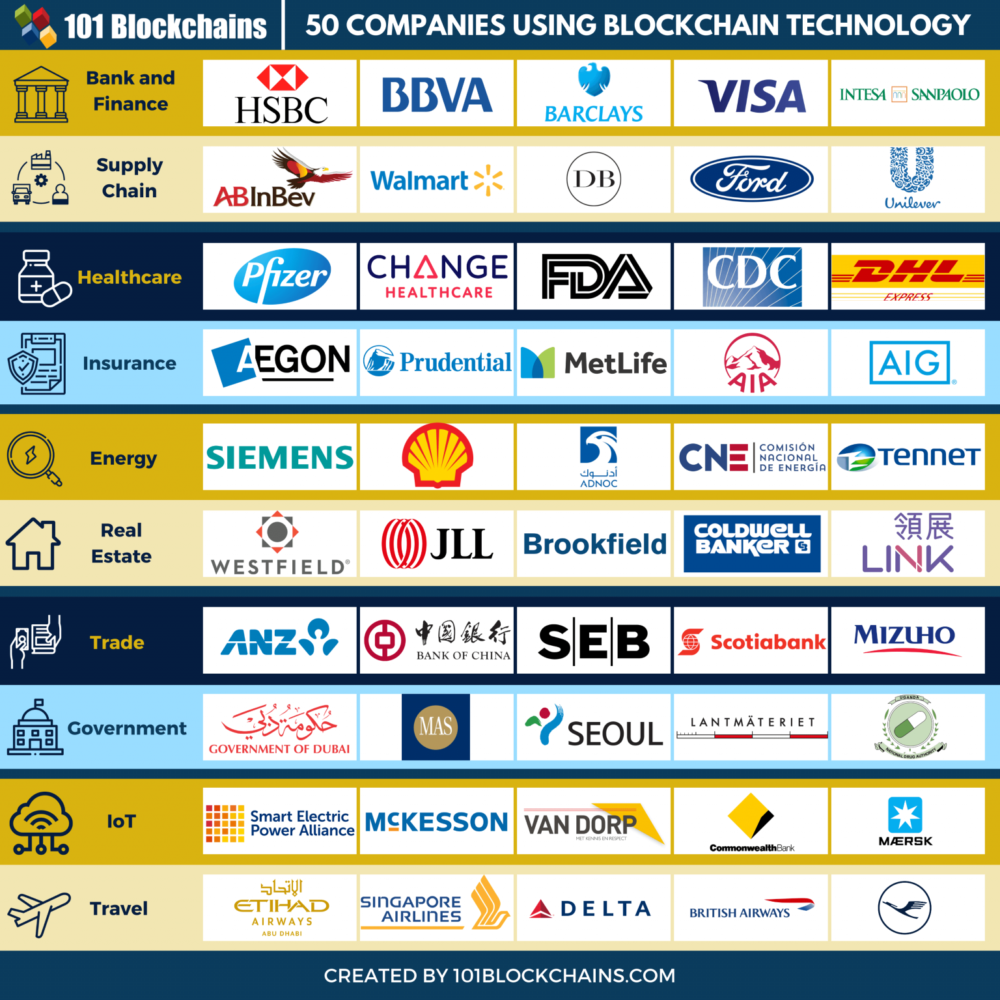 101 Blockchains
50 COMPANIES USING BLOCKCHAIN TECHNOLOGY
Bank and
Finance
HSBC
BBVA
BARCLAYS
VISA
INTESA SANPAOLO
Supply
Chain
ABInBev
Walmart
DB
Ford
Unilever
Healthcare
Pfizer
CHANGE
HEALTHCARE
FDA
CDC
DHL
EXPRESS
Insurance
AEGON
Prudential
MetLife
AIA
AIG®
Energy
SIEMENS
أدنوك
ADNOC
CNE
COMISIÓN
NACIONAL
DE ENERGÍA
TenneT
Real
Estate
WESTFIELD®
JLL
Brookfield
COLDWELL
BANKER CB
領展
LINK
Trade
ANZ
中国銀行
BANK OF CHINA
SEB
Scotiabank
MIZUHO
Government
حكومة دبي
GOVERNMENT OF DUBAI
MAS
SEOUL
LANTMÄTERIET
UGANDA
NATIONAL DRUG AUTHORITY
IoT
Smart Electric
Power Alliance
MCKESSON
VAN DORP
MET KENNIS EN RESPECT
CommonwealthBank
MÆRSK
Travel
الإتحاد
ETIHAD
AIRWAYS
ABU DHABI
SINGAPORE
AIRLINES
DELTA
BRITISH AIRWAYS
CREATED BY 101BLOCKCHAINS.COM